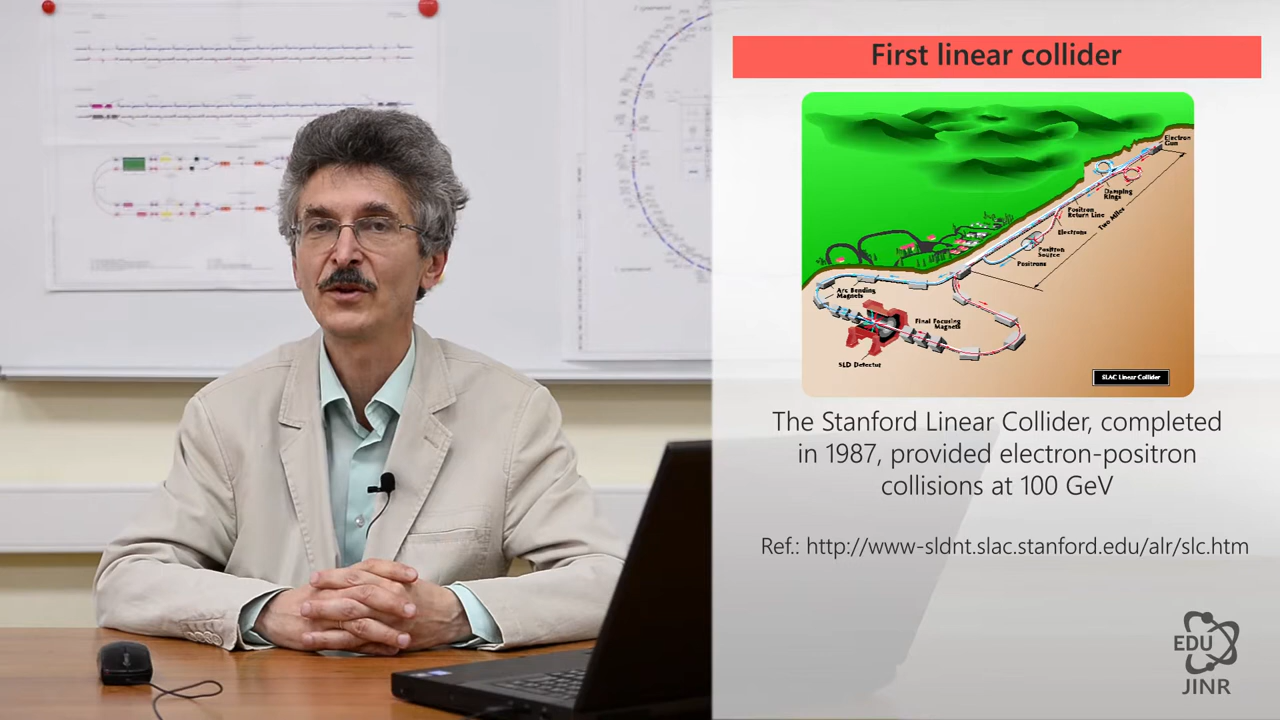 First linear collider
Electron
Gun
Damping
Rings
Positron
Return Line
Two Miles
Electrons
Positron
Source
Positrons
Arc Bending
Magnets
Final Focusing
Magnets
SLD Detector
SLAC Linear Collider
The Stanford Linear Collider, completed
in 1987, provided electron-positron
collisions at 100 GeV
Ref.: http://www-sldnt.slac.stanford.edu/alr/slc.htm
EDU
JINR